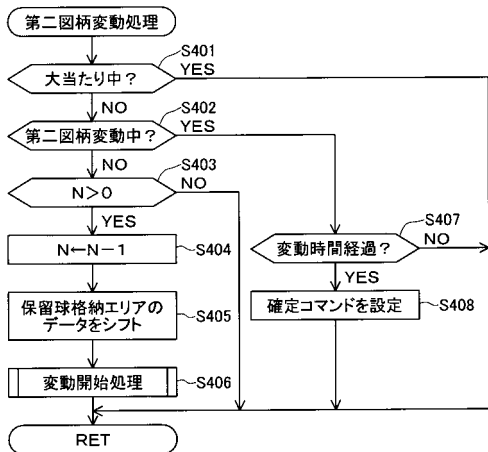 第二図柄変動処理
S401
大当たり中？
YES
NO
S402
第二図柄変動中？
YES
NO
S403
N＞0
NO
YES
S407
変動時間経過？
NO
YES
N←N－1
S404
確定コマンドを設定
S408
保留球格納エリアの
データをシフト
S405
変動開始処理
S406
RET